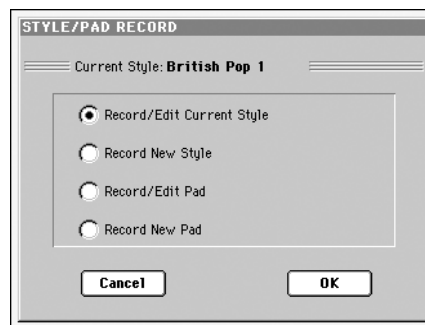 STYLE/PAD RECORD
Current Style: British Pop 1
Record/Edit Current Style
Record New Style
Record/Edit Pad
Record New Pad
Cancel OK